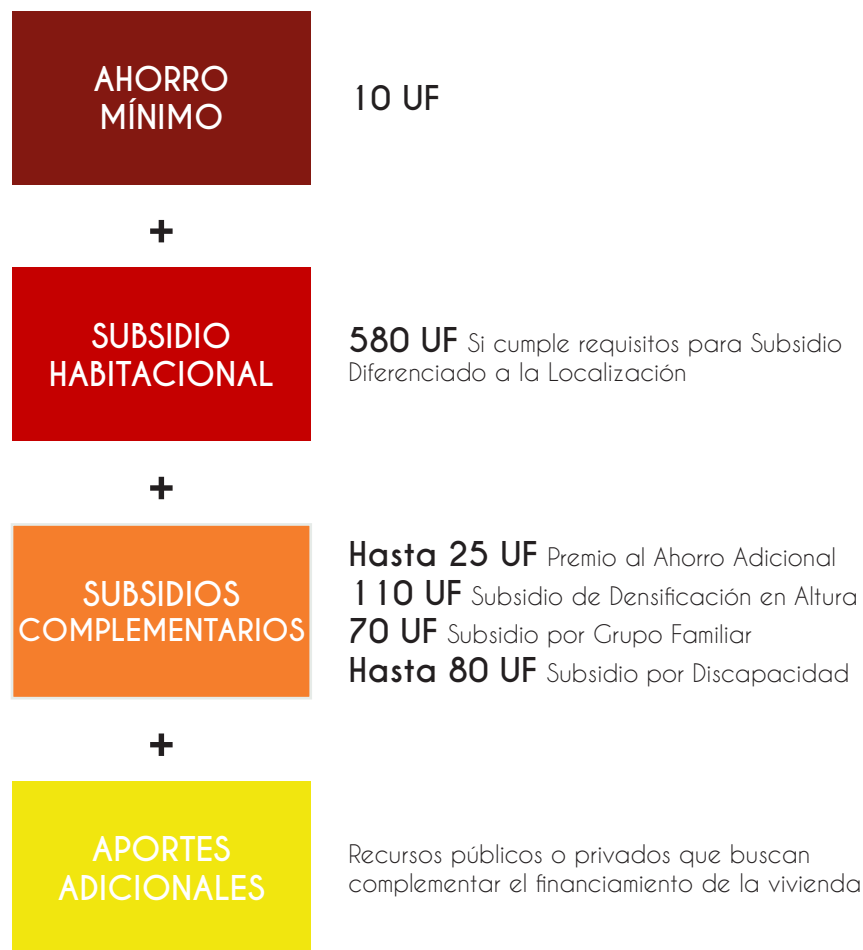 AHORRO
MÍNIMO
10 UF
+
SUBSIDIO
HABITACIONAL
580 UF Si cumple requisitos para Subsidio
Diferenciado a la Localización
+
SUBSIDIOS
COMPLEMENTARIOS
Hasta 25 UF Premio al Ahorro Adicional
110 UF Subsidio de Densificación en Altura
70 UF Subsidio por Grupo Familiar
Hasta 80 UF Subsidio por Discapacidad
+
APORTES
ADICIONALES
Recursos públicos o privados que buscan
complementar el financiamiento de la vivienda